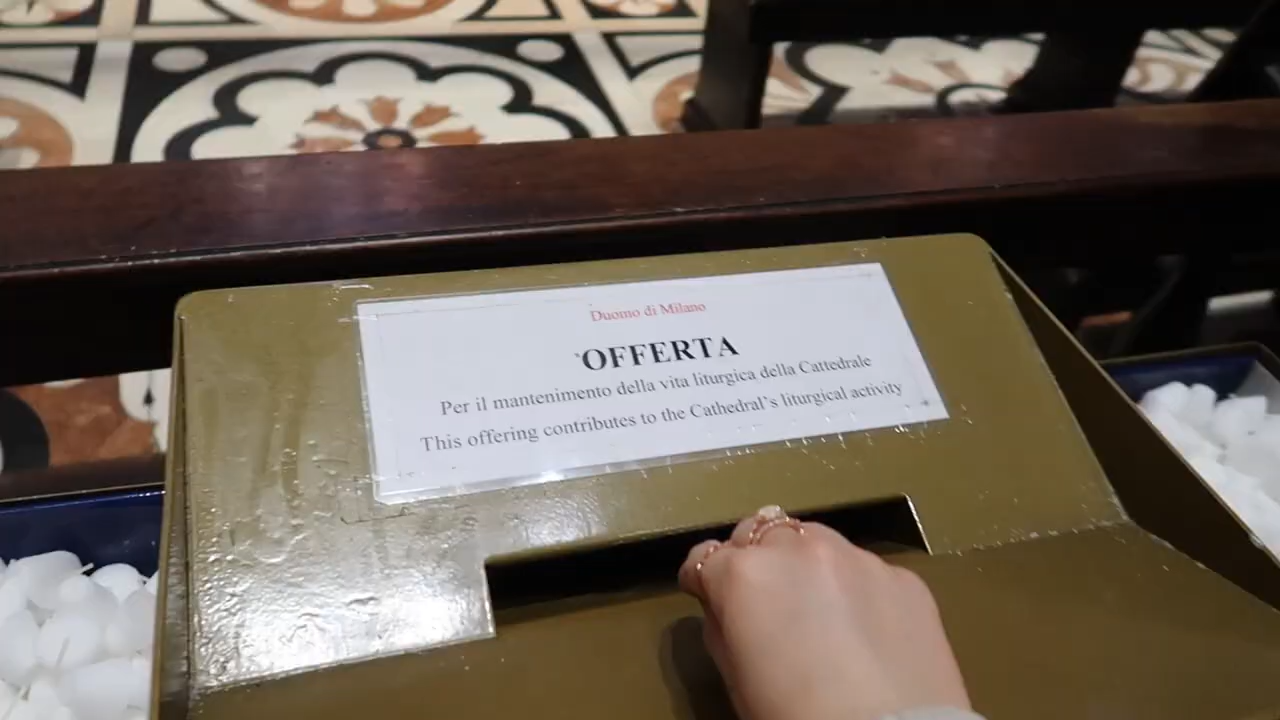 Duomo di Milano
OFFERTA
Per il mantenimento della vita liturgica della Cattedrale
This offering contributes to the Cathedral's liturgical activity